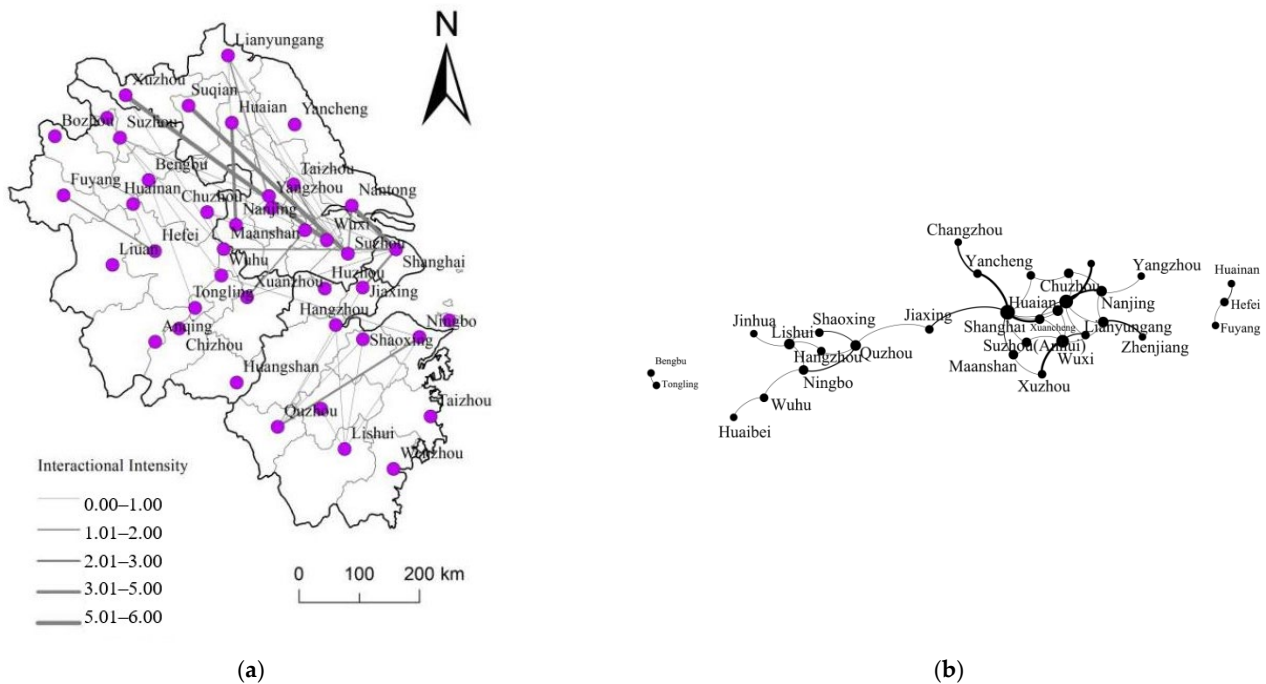 N
Lianyungang
Xuzhou
Suqian
Huaian
Yancheng
Bozhou
Suzhou
Bengbu
Taizhou
Fuyang
Huainan
Chuzhou
Yangzhou
Nantong
Nanjing
Hefei
Maanshan
Wuxi
Liuan
Wuhu
Suzhou
Shanghai
Xuanzhou
Huzhou
Tongling
Jiaxing
Hangzhou
Ningbo
Anqing
Shaoxing
Chizhou
Huangshan
Quzhou
Taizhou
Lishui
Wenzhou
Interactional Intensity
0.00–1.00
1.01–2.00
2.01–3.00
3.01–5.00
5.01–6.00
0 100 200 km
(a)
Changzhou
Yancheng
Chuzhou
Yangzhou
Huainan
Huaian
Nanjing
Hefei
Jiaxing
Shanghai
Xuancheng
Lianyungang
Fuyang
Jinhua
Lishui
Shaoxing
Suzhou(Anhui)
Zhenjiang
Hangzhou
Quzhou
Maanshan
Wuxi
Bengbu
Tongling
Ningbo
Xuzhou
Wuhu
Huaibei
(b)